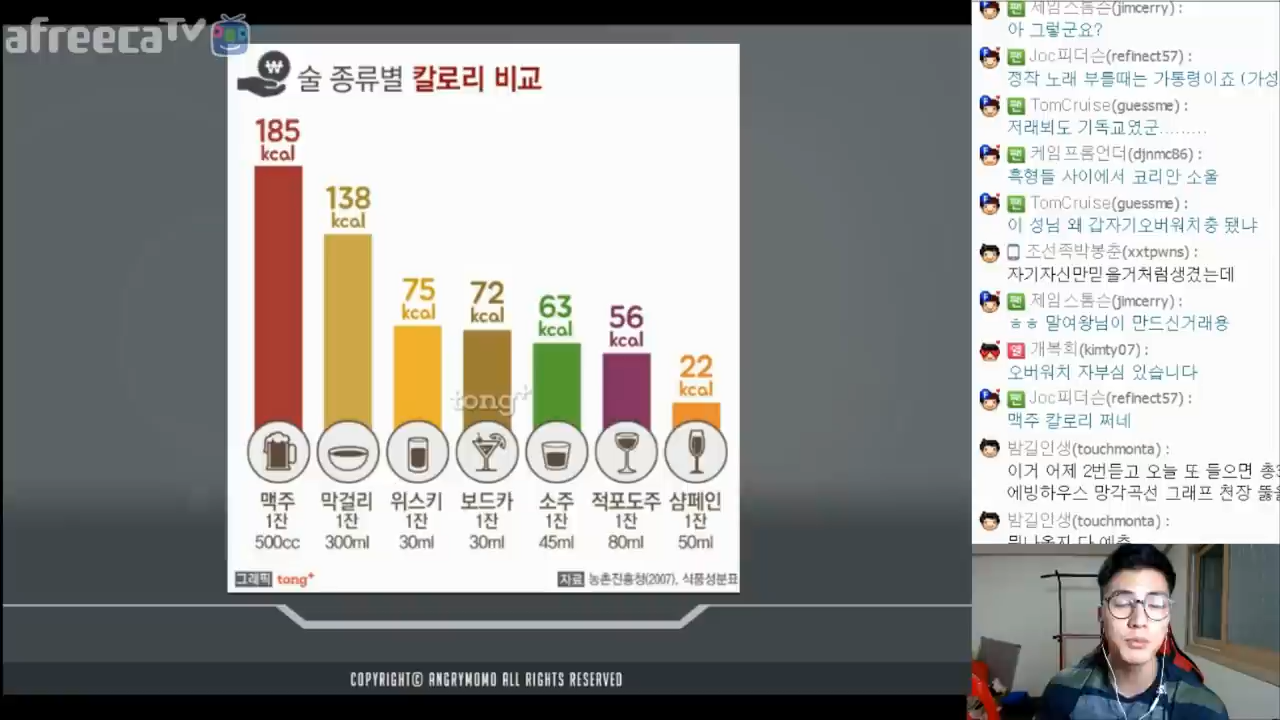 afreecaTV
술 종류별 칼로리 비교
185
kcal
138
kcal
75
kcal
72
kcal
63
kcal
56
kcal
22
kcal
tong+
맥주 막걸리 위스키 보드카 소주 적포도주 샴페인
1잔 1잔 1잔 1잔 1잔 1잔 1잔
500cc 300ml 30ml 30ml 45ml 80ml 50ml
그래픽 tong+
자료 농촌진흥청(2007), 식품성분표
COPYRIGHT© ANGRYMOMO ALL RIGHTS RESERVED
팬 제임스톰슨(jimcerry) :
아 그렇군요?
팬 Joc피더슨(refinect57) :
정작 노래 부를때는 가통령이죠 (가성
팬 TomCruise(guessme) :
저래뵈도 기독교였군.........
팬 케임프롬언더(djnmc86) :
흑형들 사이에서 코리안 소울
팬 TomCruise(guessme) :
이 성님 왜 갑자기오버워치충 됐냐
조선족박봉춘(xxtpwns) :
자기자신만믿을거처럼생겼는데
팬 제임스톰슨(jimcerry) :
ㅎㅎ 말여왕님이 만드신거래용
열 개복회(kimty07) :
오버워치 자부심 있습니다
팬 Joc피더슨(refinect57) :
맥주 칼로리 쩌네
밤길인생(touchmonta) :
이거 어제 2번듣고 오늘 또 들으면 총
에빙하우스 망각곡선 그래프 천장 뚫
밤길인생(touchmonta) :